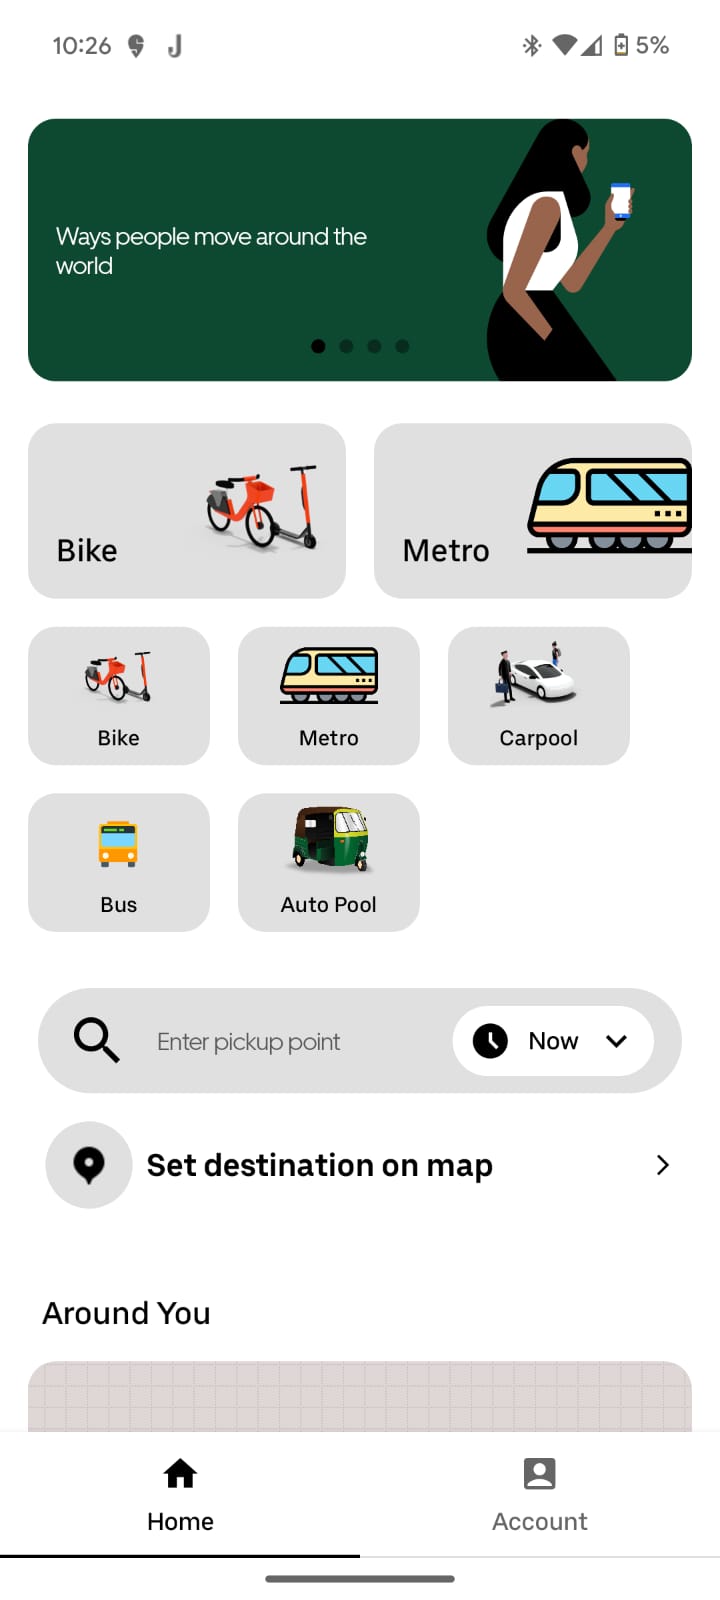 10:26
5%
Ways people move around the
world
Bike
Metro
Bike
Metro
Carpool
Bus
Auto Pool
Enter pickup point
Now
Set destination on map
Around You
Home
Account